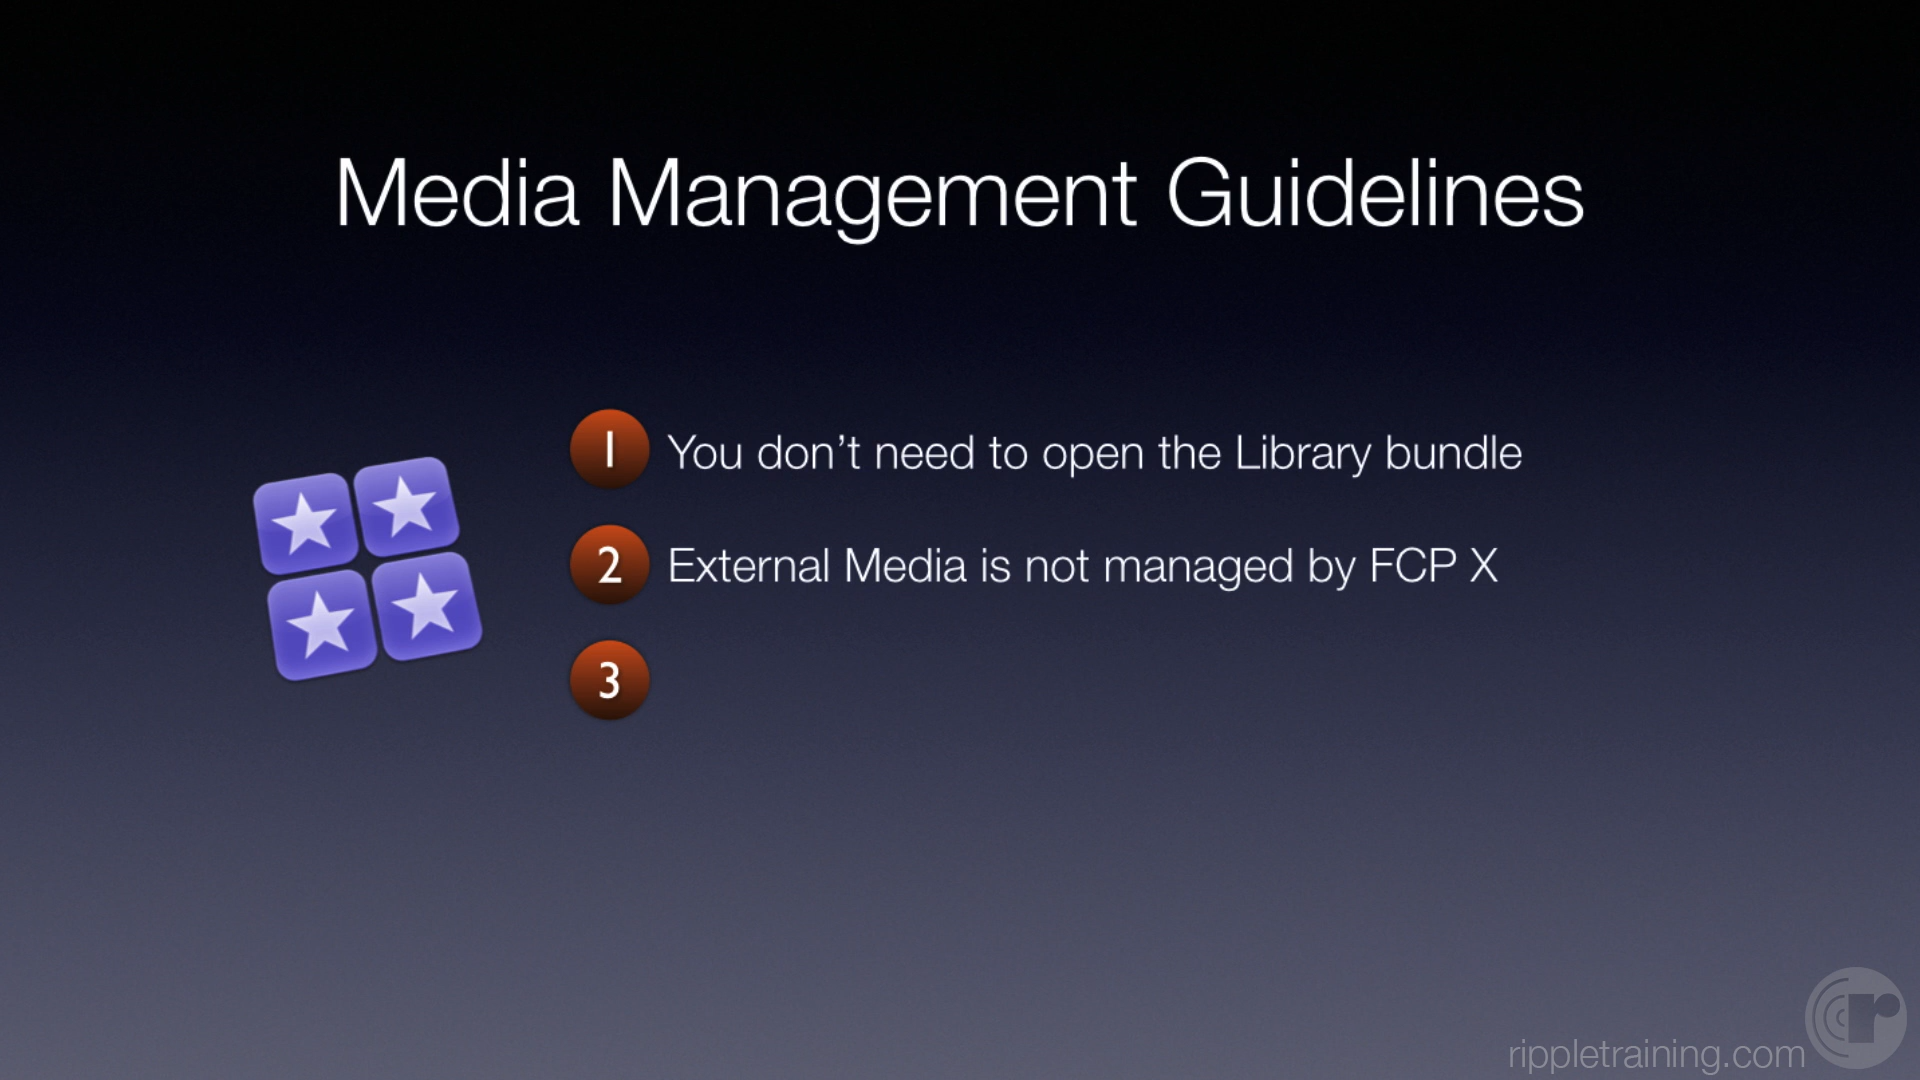 Media Management Guidelines
1 You don’t need to open the Library bundle
2 External Media is not managed by FCP X
3
rippletraining.com
r